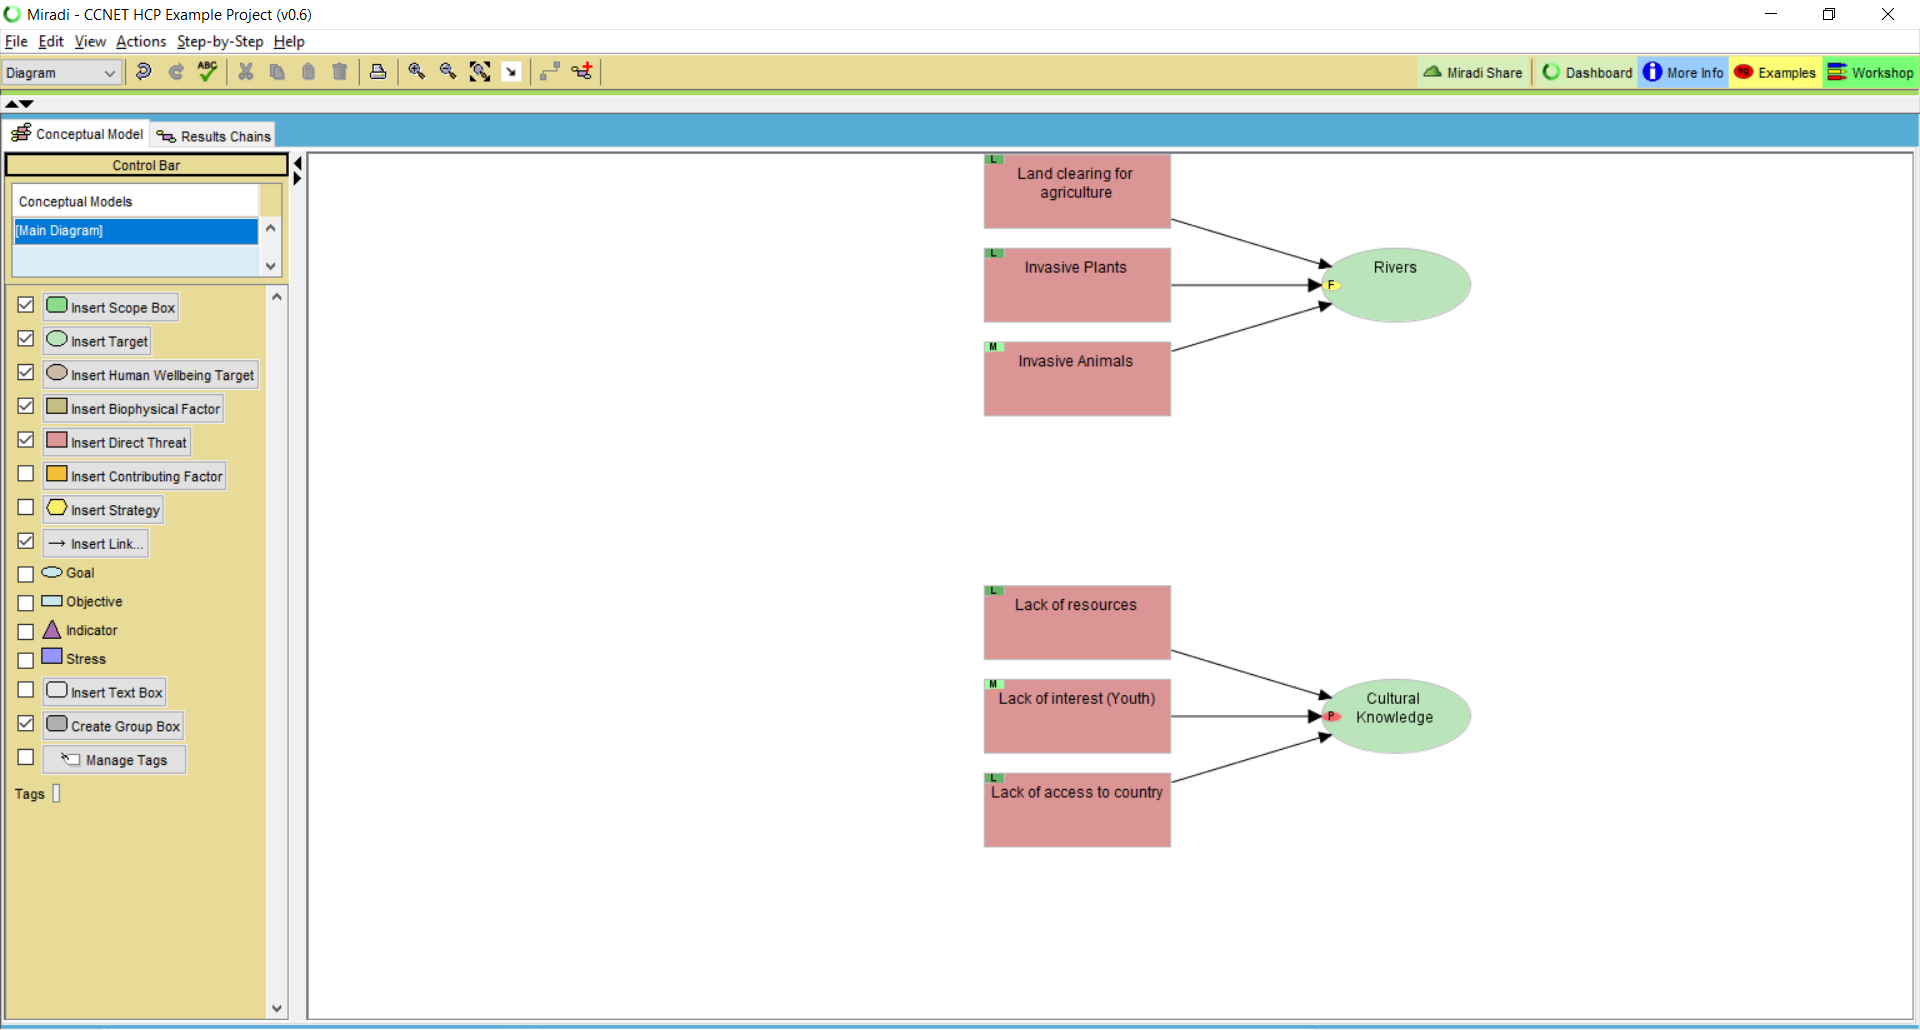 Miradi - CCNET HCP Example Project (v0.6)
File Edit View Actions Step-by-Step Help
Diagram
ABC
Miradi Share
Dashboard
More Info
eg Examples
Workshop
Conceptual Model
Results Chains
Control Bar
Conceptual Models
[Main Diagram]
Insert Scope Box
Insert Target
Insert Human Wellbeing Target
Insert Biophysical Factor
Insert Direct Threat
Insert Contributing Factor
Insert Strategy
Insert Link...
Goal
Objective
Indicator
Stress
Insert Text Box
Create Group Box
Manage Tags
Tags
L
Land clearing for
agriculture
L
Invasive Plants
M
Invasive Animals
Rivers
F
L
Lack of resources
M
Lack of interest (Youth)
L
Lack of access to country
Cultural
Knowledge
P